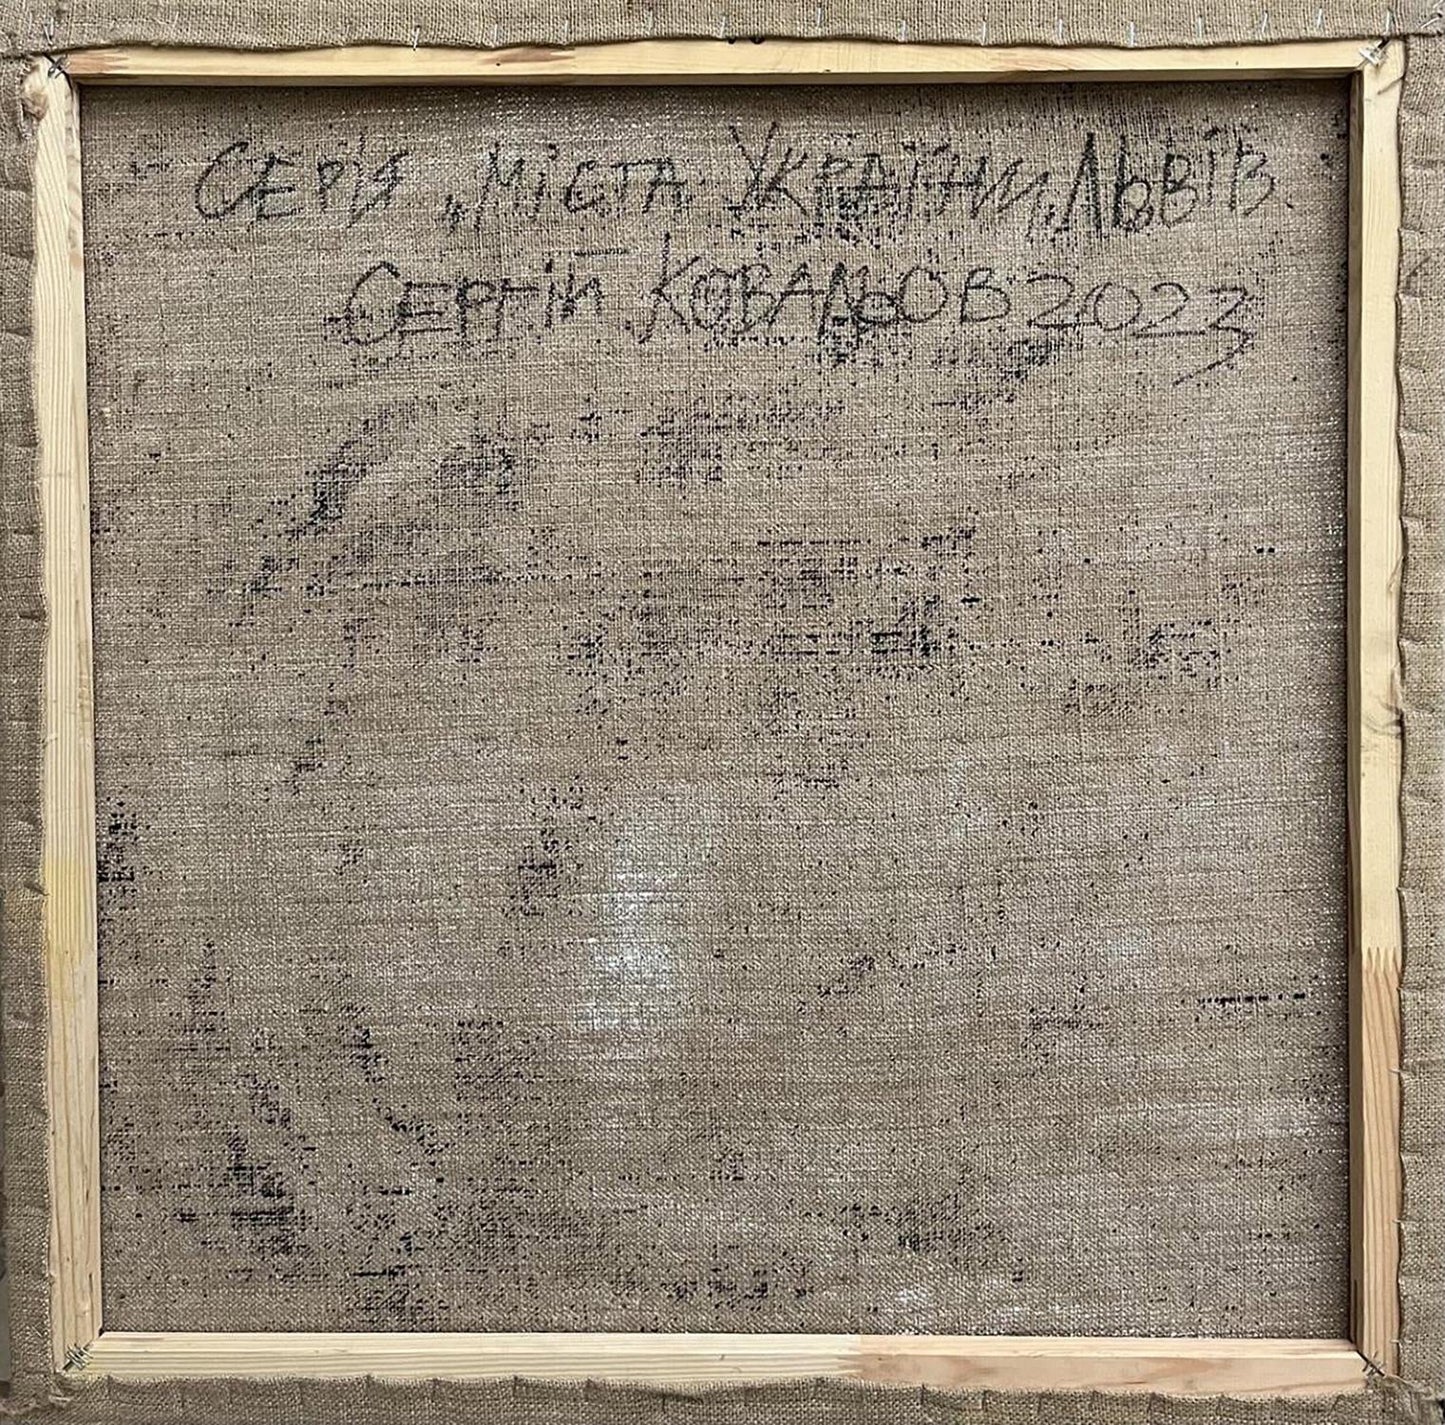 Серія „Міста України„ Львів.
Сергій Ковальов 2023